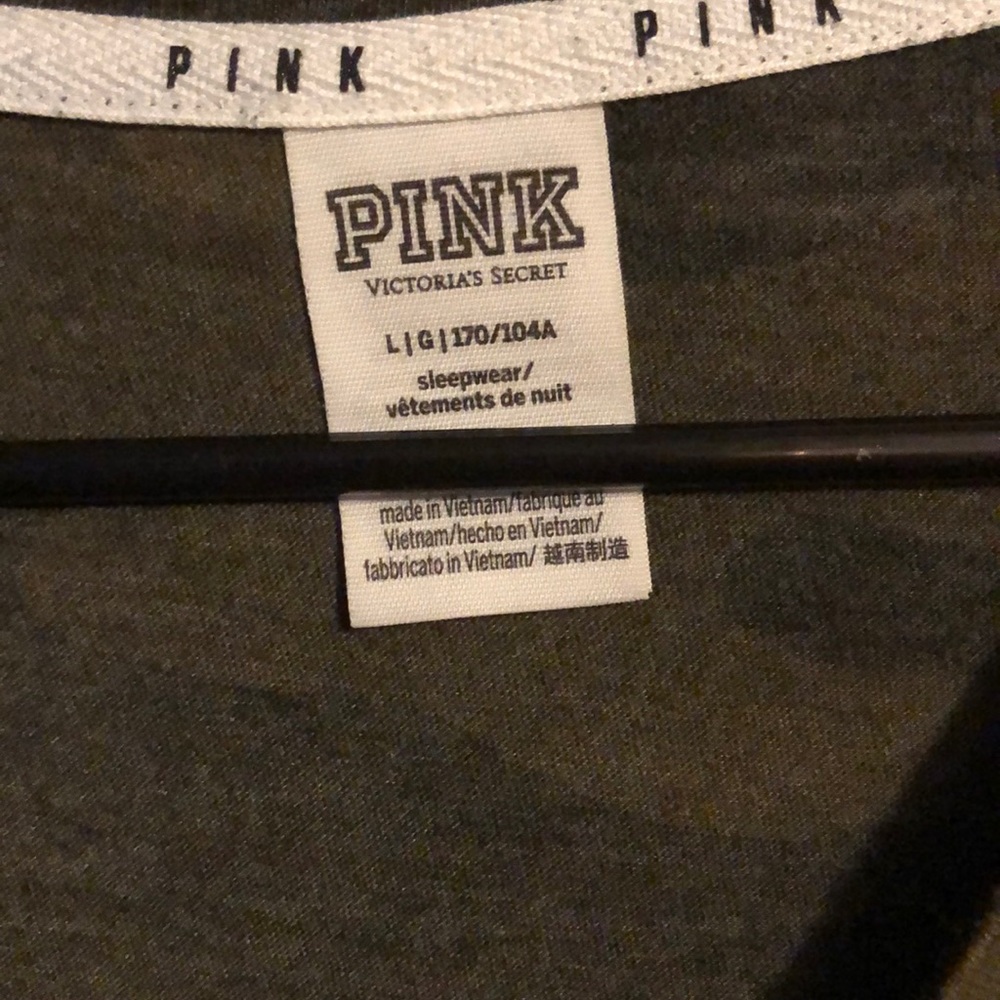 PINK PINK
PINK
VICTORIA'S SECRET
L|G|170/104A
sleepwear/
vêtements de nuit
made in Vietnam/fabriqué au
Vietnam/hecho en Vietnam/
fabbricato in Vietnam/ 越南制造